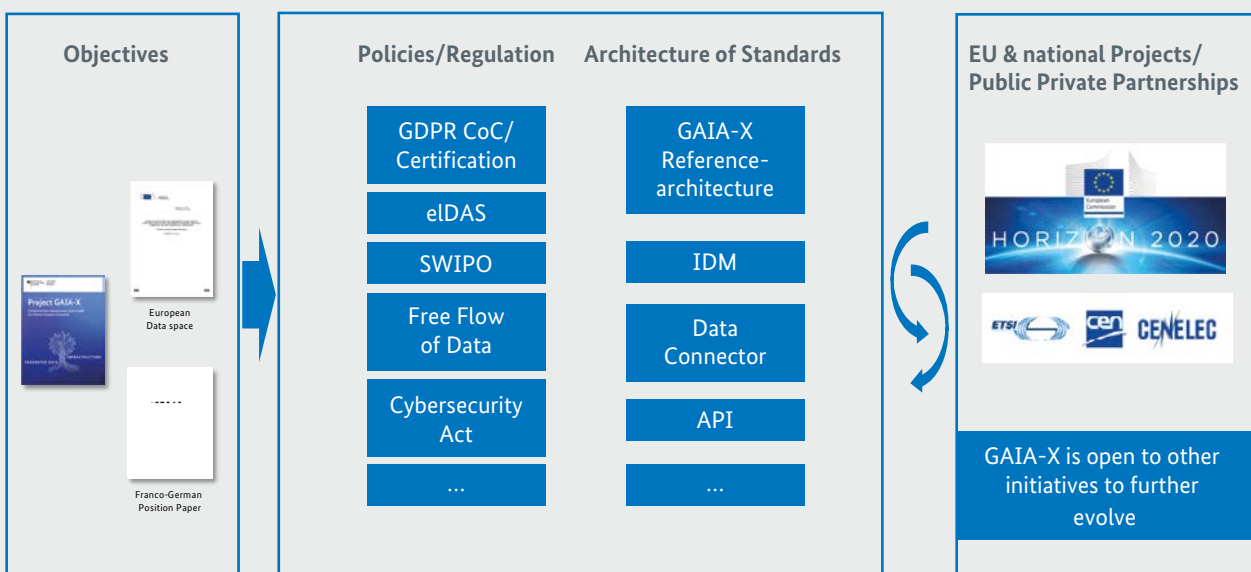 Objectives
Project GAIA-X
European
Data space
Franco-German
Position Paper
Policies/Regulation
GDPR CoC/
Certification
elDAS
SWIPO
Free Flow
of Data
Cybersecurity
Act
...
Architecture of Standards
GAIA-X
Reference-
architecture
IDM
Data
Connector
API
...
EU & national Projects/
Public Private Partnerships
European
Commission
HORIZON 2020
ETSI
cen
CENELEC
GAIA-X is open to other
initiatives to further
evolve